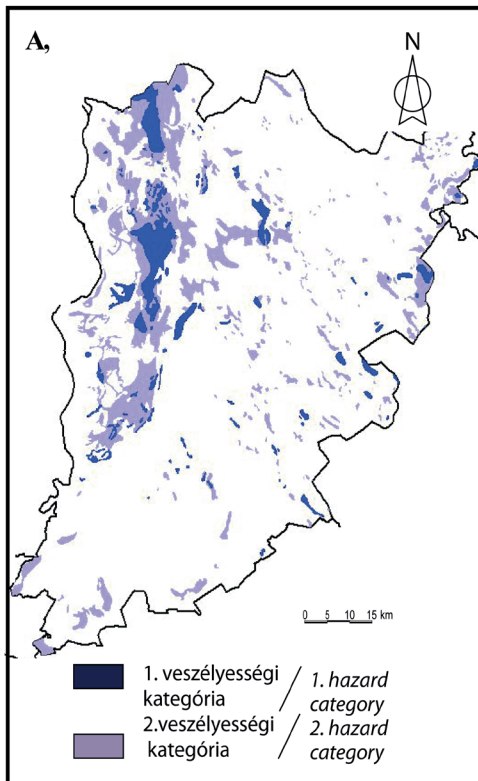 A,
N
0 5 10 15 km
1. veszélyességi / 1. hazard
kategória category
2.veszélyességi / 2. hazard
kategória category